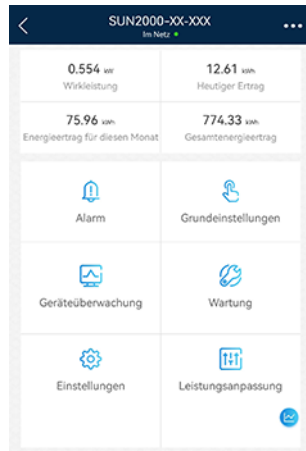 SUN2000-XX-XXX
Im Netz
0.554 kW 12.61 kWh
Wirkleistung Heutiger Ertrag
75.96 kWh 774.33 kWh
Energieertrag für diesen Monat Gesamtenergieertrag
Alarm Grundeinstellungen
Geräteüberwachung Wartung
Einstellungen Leistungsanpassung